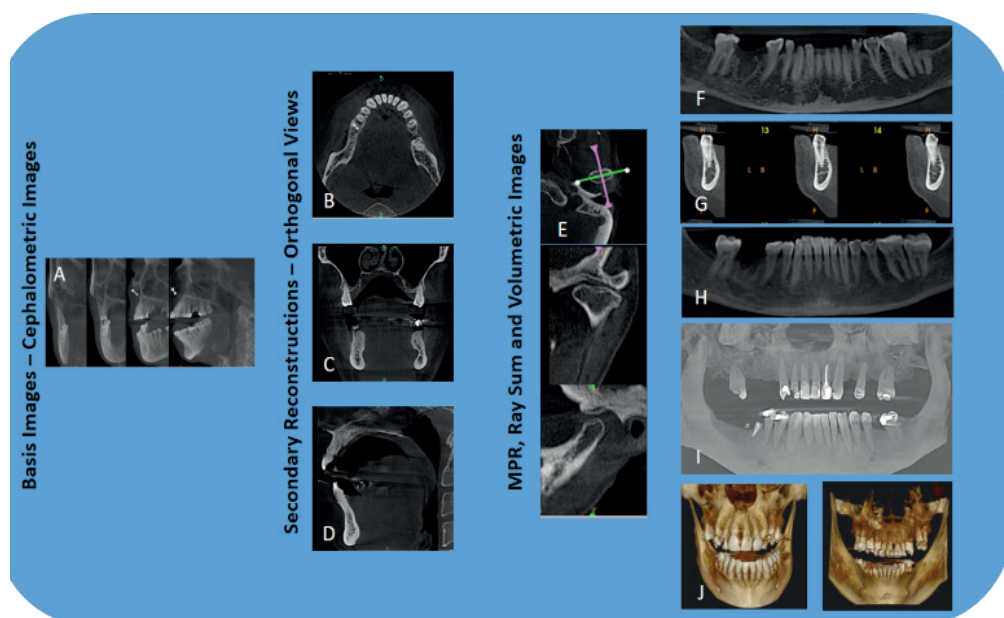 Basis Images – Cephalometric Images
A
Secondary Reconstructions – Orthogonal Views
B
C
D
MPR, Ray Sum and Volumetric Images
E
F
G
H 13 H 14 H
L B L B
H
I
J